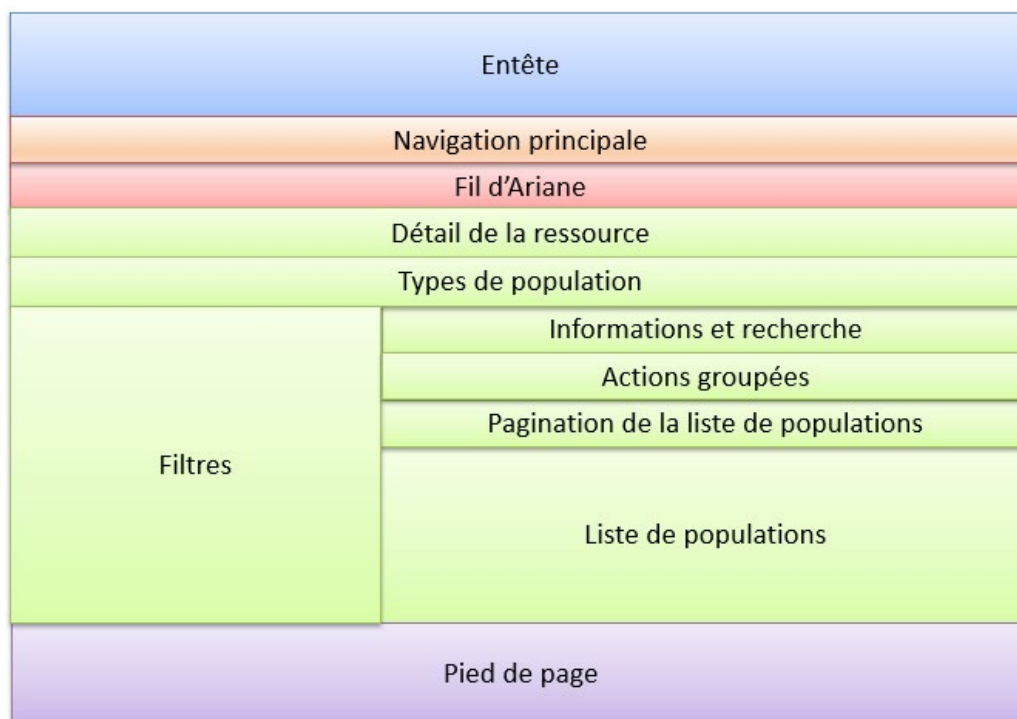 Entête
Navigation principale
Fil d’Ariane
Détail de la ressource
Types de population
Filtres
Informations et recherche
Actions groupées
Pagination de la liste de populations
Liste de populations
Pied de page